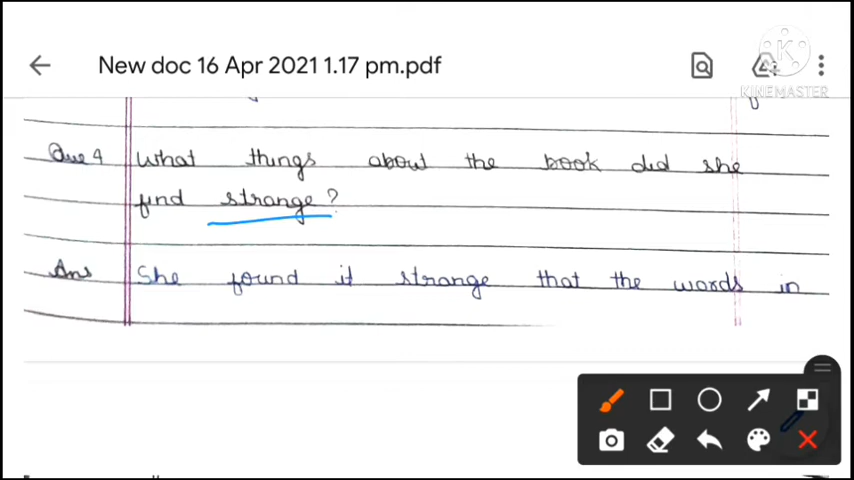 New doc 16 Apr 2021 1.17 pm.pdf
KINEMASTER
Que 4 What things about the book did she
find strange?
Ans She found it strange that the words in